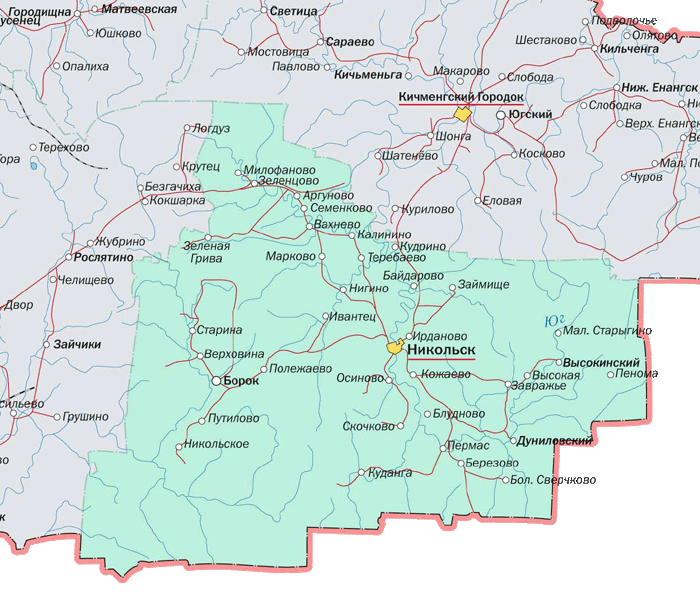 Городищна
Матвеевская
Юшково
Опалиха
Светица
Сараево
Мостовица
Павлово
Кичменьга
Макарово
Слобода
Подволочье
Шестаково
Олятово
Кильченга
Кичменгский Городок
Югский
Ниж. Енангск
Слободка
Верх. Енангск
Шонга
Шатенево
Косково
Мал. П
Чуров
Еловая
Курилово
Кудрино
Терехово
Логдуз
Крутец
Милофаново
Зеленцово
Безгачиха
Кокшарка
Аргуново
Семенково
Вахнево
Калинино
Зеленая
Грива
Марково
Теребаево
Жубрино
Рослятино
Челищево
Двор
Зайчики
Грушино
Байдарово
Займище
Нигино
Ивантец
Юг
Мал. Старыгино
Старина
Верховина
Полежаево
Борок
Ирданово
Никольск
Осиново
Кожаево
Высокинский
Высокая
Пенома
Завражье
Блудново
Скочково
Путилово
Никольское
Дуниловский
Пермас
Березово
Куданга
Бол. Сверчково